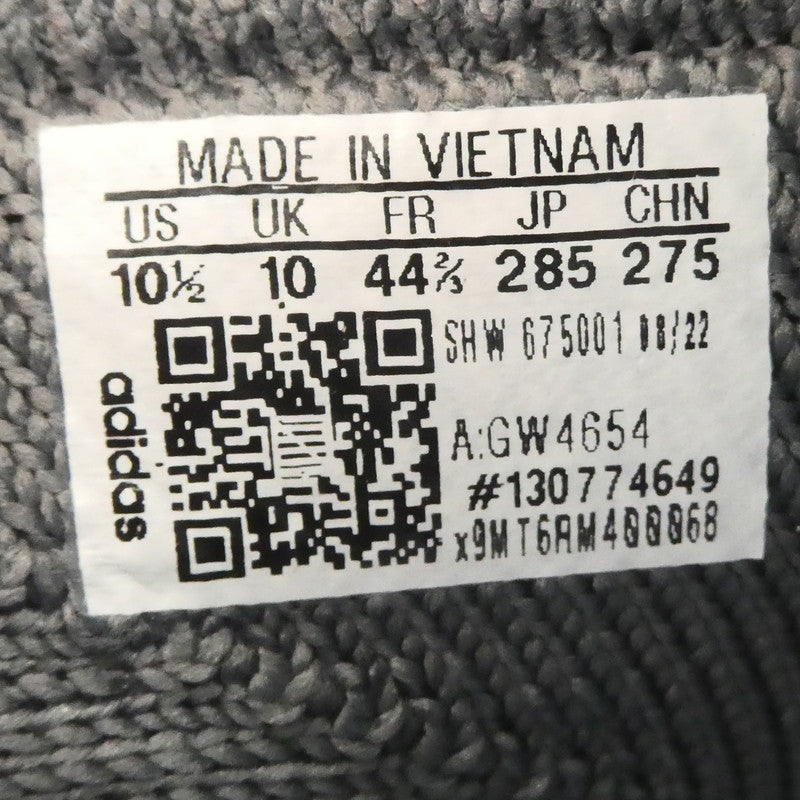 MADE IN VIETNAM
US UK FR JP CHN
10½ 10 44⅔ 285 275
SHW 675001 08/22
adidas
A:GW4654
#130774649
x9MT6AM400068